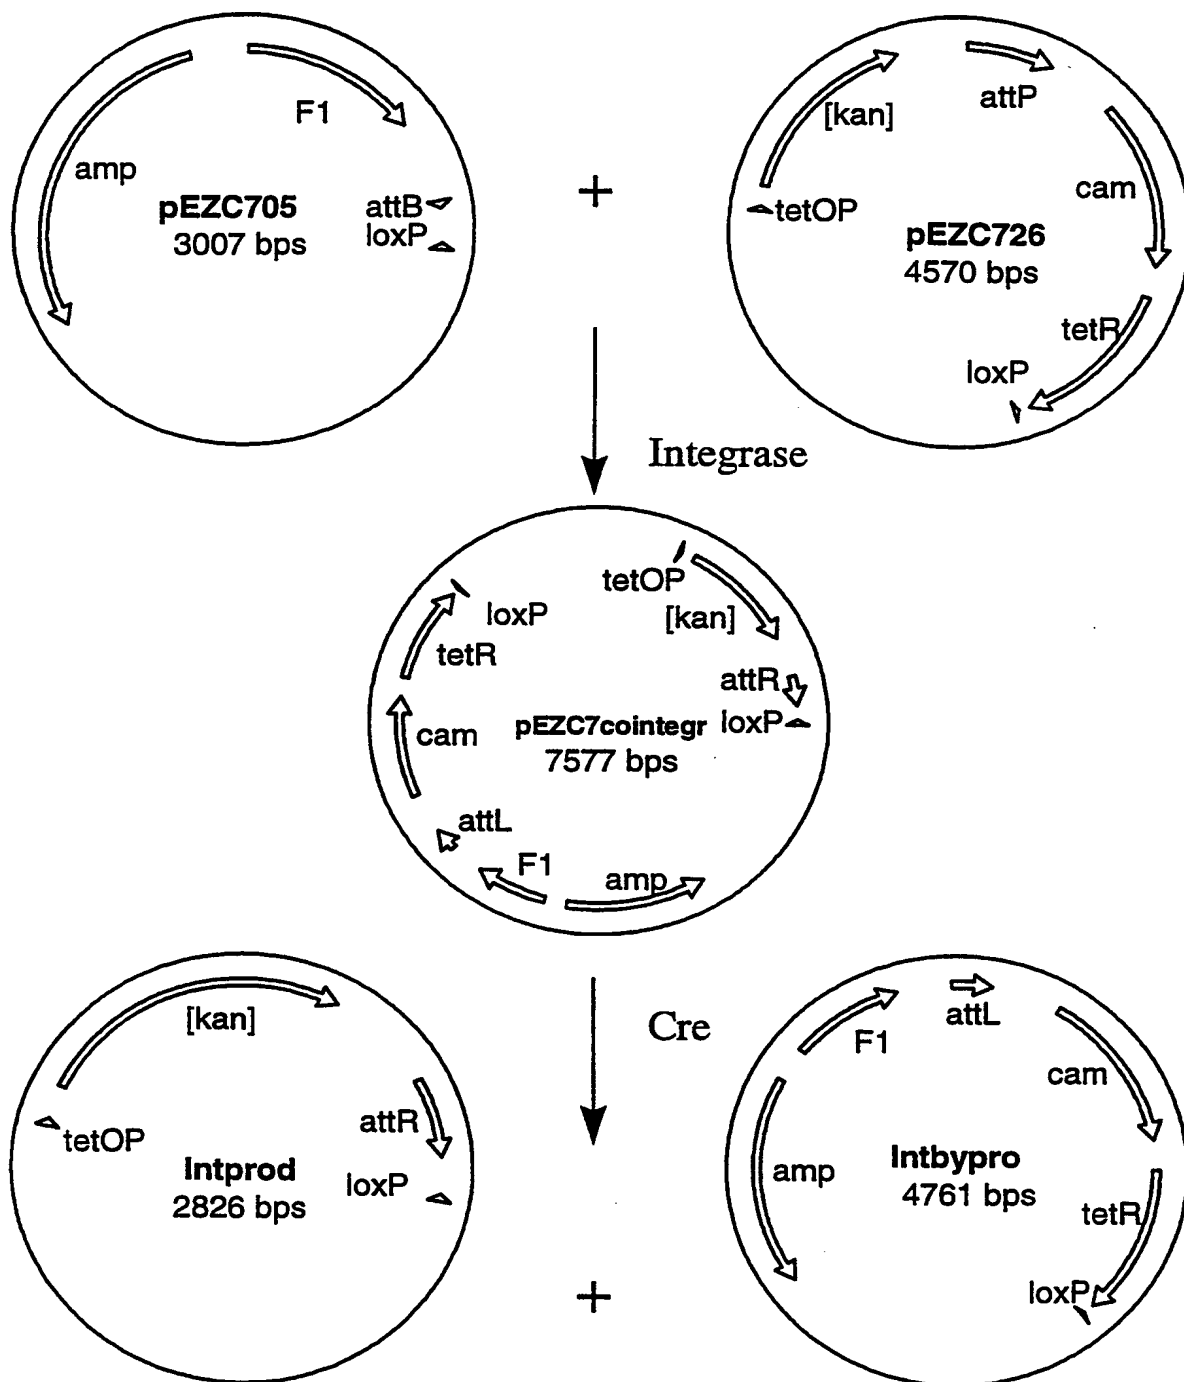 F1
amp
attB
loxP
pEZC705
3007 bps
+
[kan]
attP
cam
tetOP
pEZC726
4570 bps
tetR
loxP
Integrase
tetOP
[kan]
loxP
tetR
attR
loxP
cam
pEZC7cointegr
7577 bps
attL
F1
amp
Cre
[kan]
attR
tetOP
Intprod
2826 bps
loxP
+
attL
F1
cam
amp
Intbypro
4761 bps
tetR
loxP